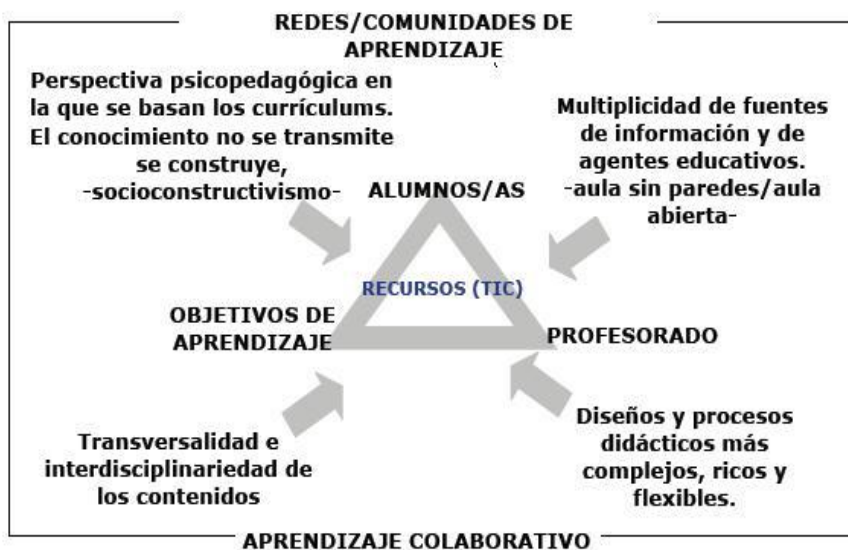 REDES/COMUNIDADES DE
APRENDIZAJE
Perspectiva psicopedagógica en
la que se basan los currículums.
El conocimiento no se transmite
se construye,
-socioconstructivismo-
Multiplicidad de fuentes
de información y de
agentes educativos.
-aula sin paredes/aula
abierta-
ALUMNOS/AS
RECURSOS (TIC)
OBJETIVOS DE
APRENDIZAJE
PROFESORADO
Transversalidad e
interdisciplinariedad de
los contenidos
Diseños y procesos
didácticos más
complejos, ricos y
flexibles.
APRENDIZAJE COLABORATIVO